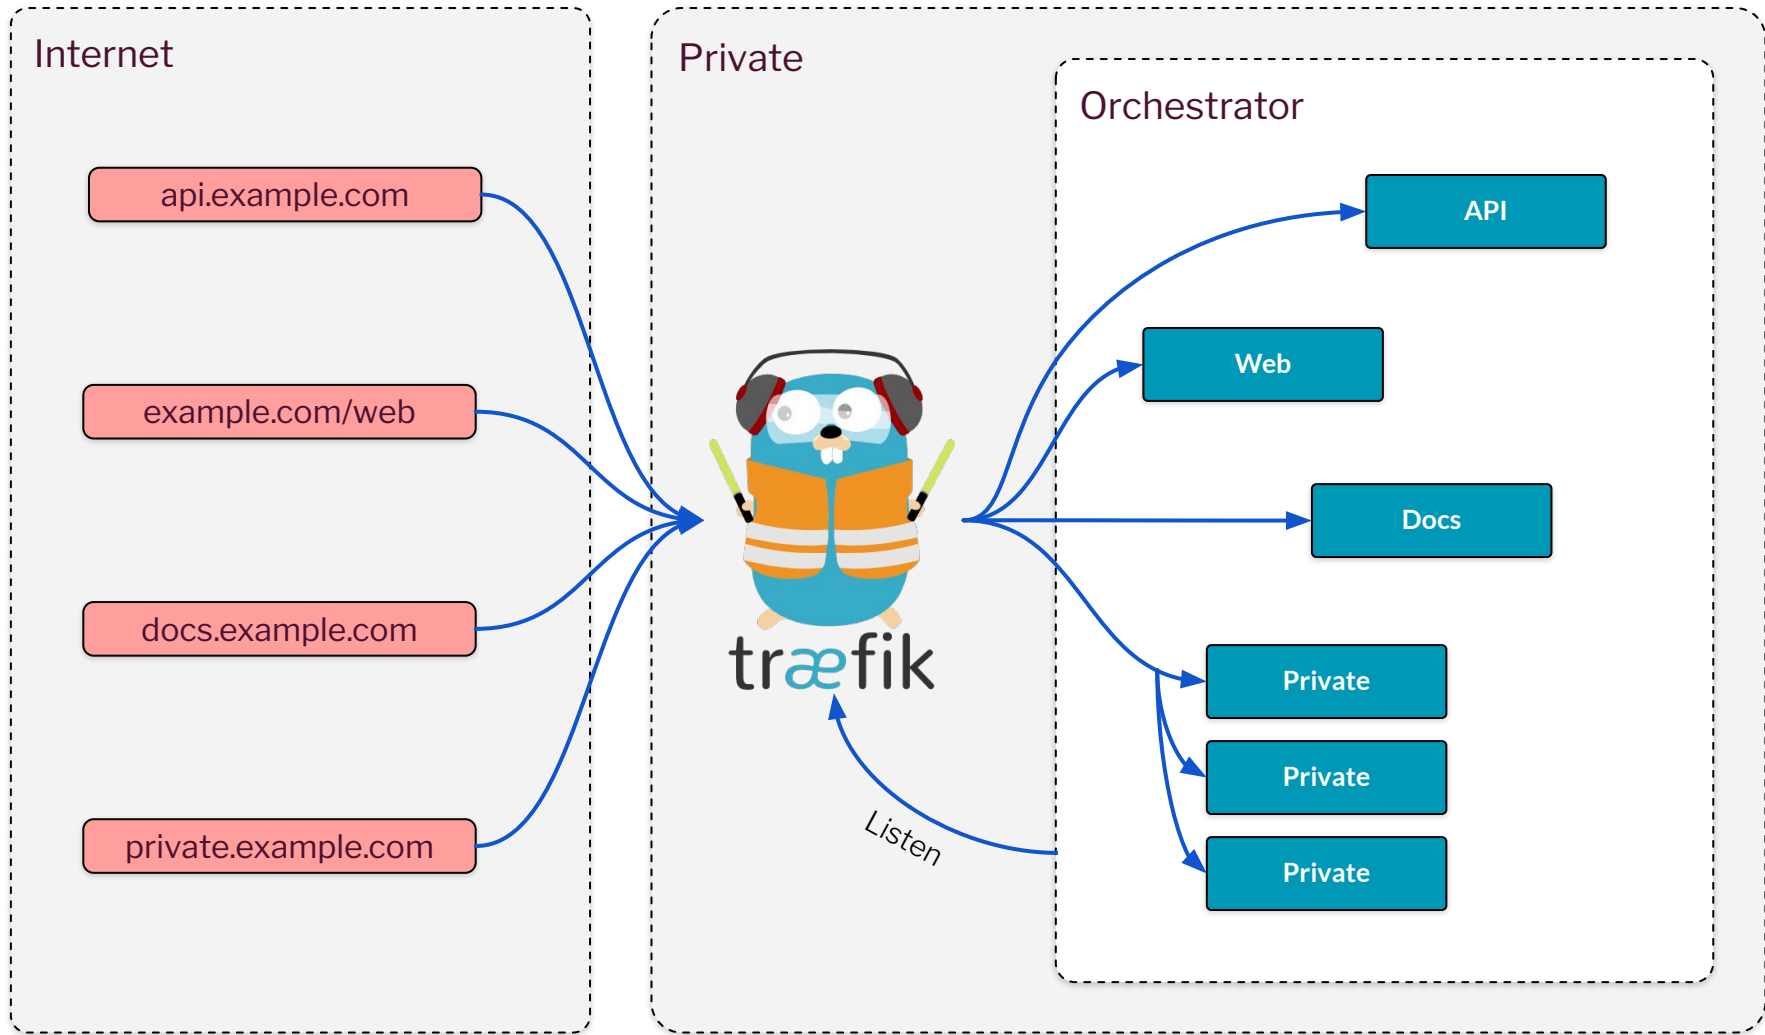 Internet
api.example.com
example.com/web
docs.example.com
private.example.com
Private
træfik
Listen
Orchestrator
API
Web
Docs
Private
Private
Private